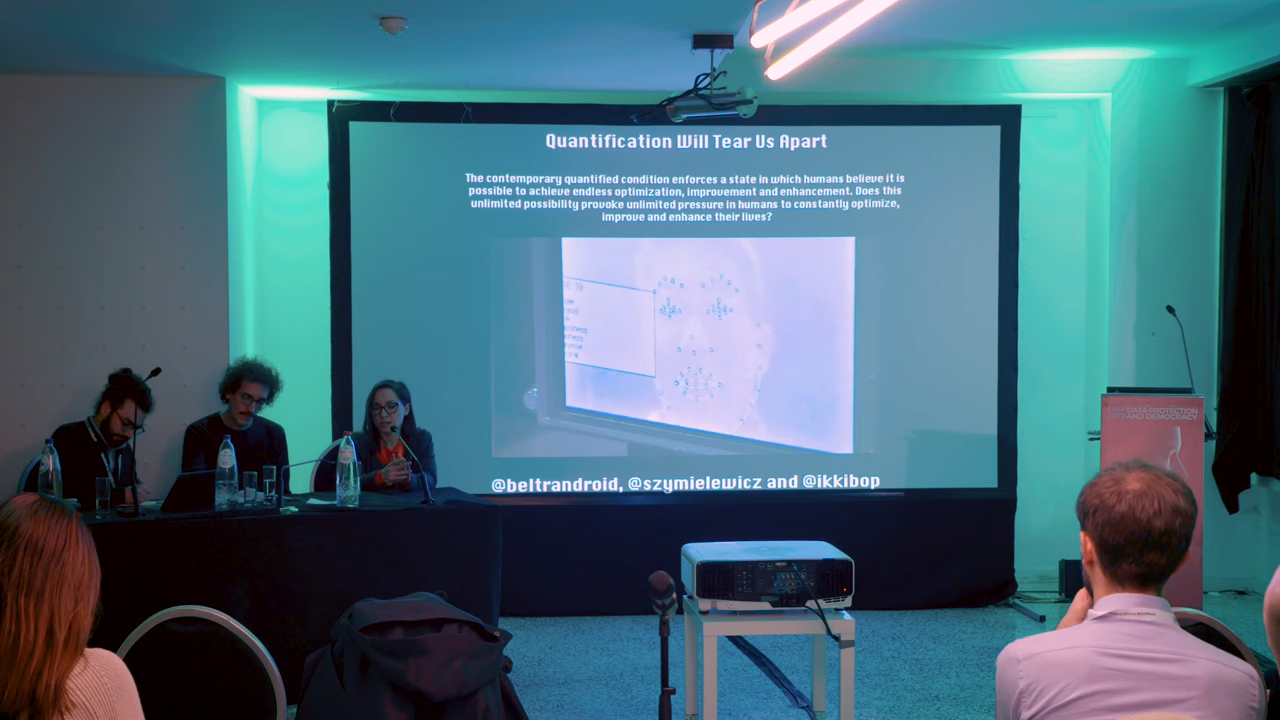 Quantification Will Tear Us Apart
The contemporary quantified condition enforces a state in which humans believe it is
possible to achieve endless optimization, improvement and enhancement. Does this
unlimited possibility provoke unlimited pressure in humans to constantly optimize,
improve and enhance their lives?
@beltrandroid, @szymielewicz and @ikkibop
DATA PROTECTION
AND DEMOCRACY